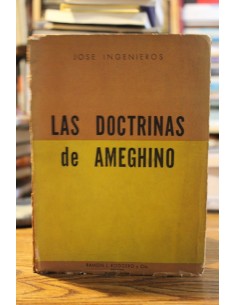 JOSE INGENIEROS
LAS DOCTRINAS
de AMEGHINO